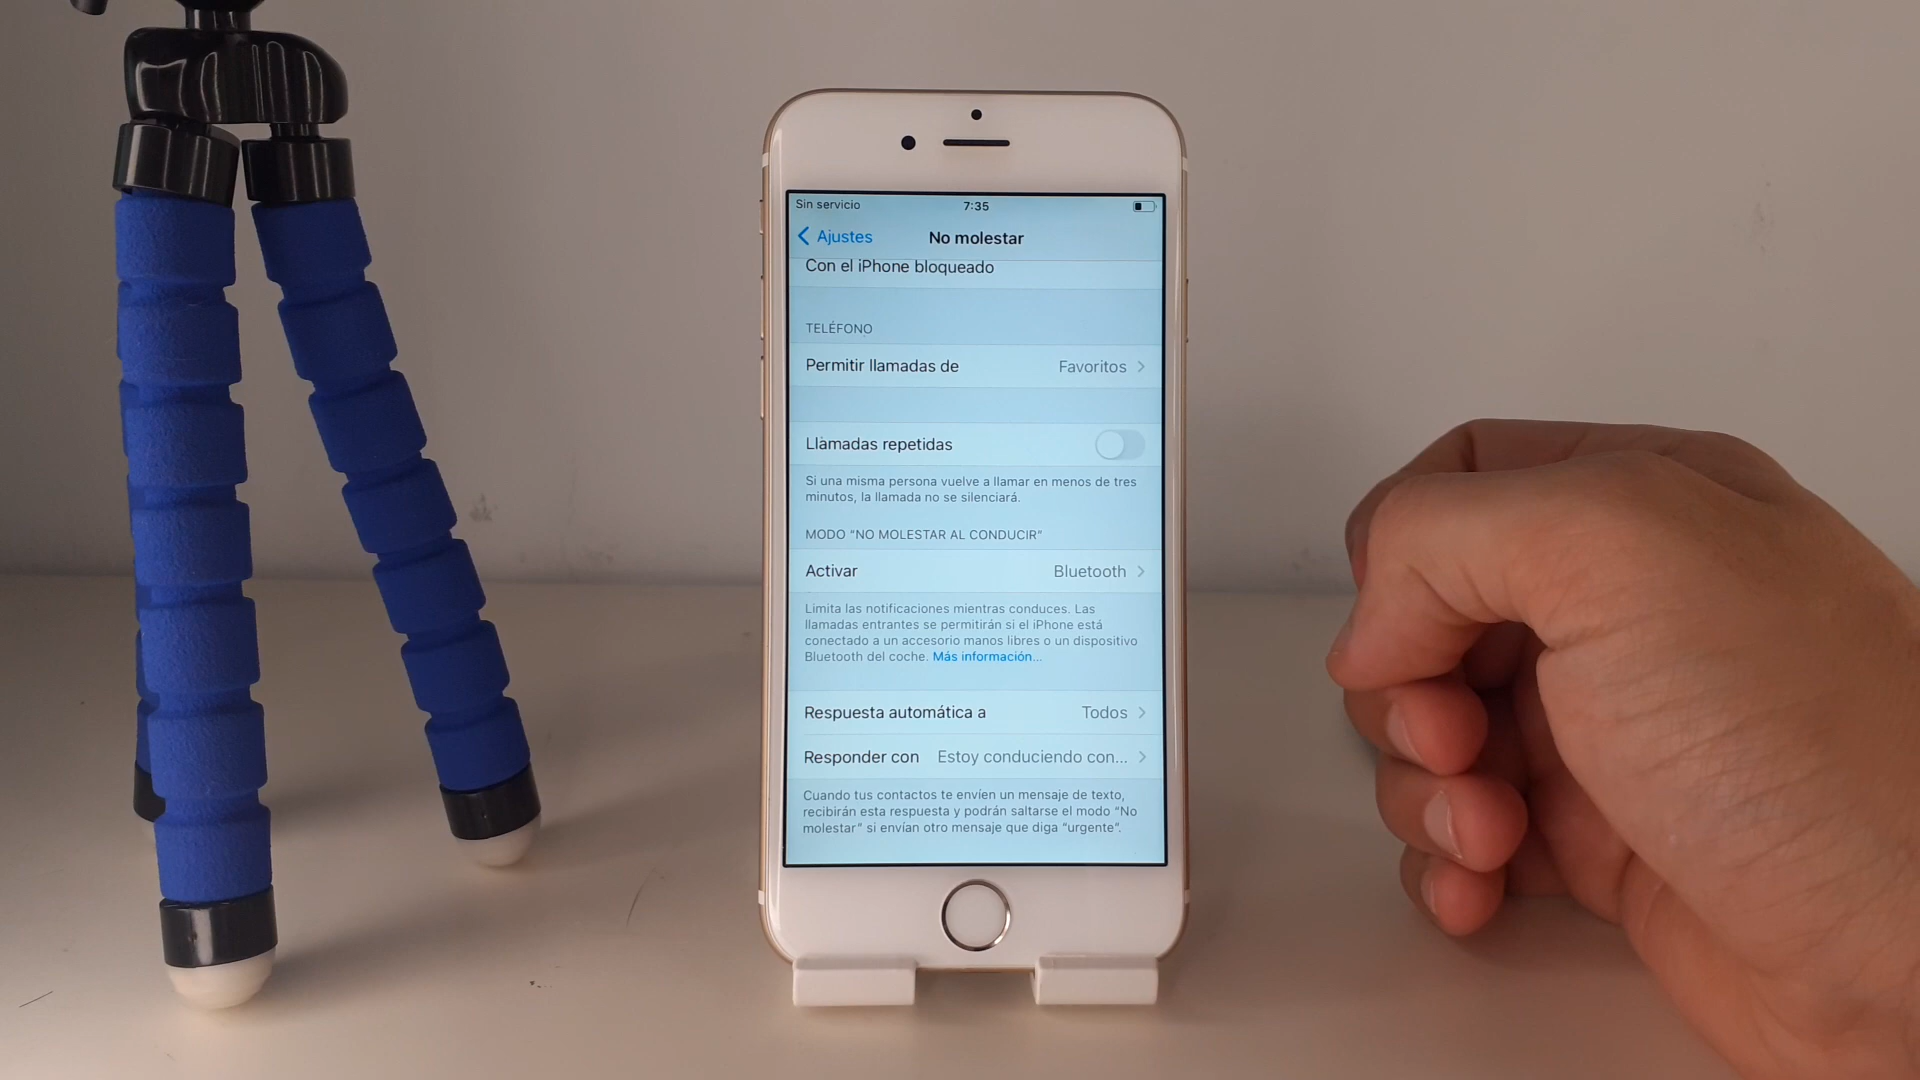 Sin servicio 7:35
Ajustes No molestar
Con el iPhone bloqueado
TELÉFONO
Permitir llamadas de Favoritos
Llamadas repetidas
Si una misma persona vuelve a llamar en menos de tres
minutos, la llamada no se silenciará.
MODO "NO MOLESTAR AL CONDUCIR"
Activar Bluetooth
Limita las notificaciones mientras conduces. Las
llamadas entrantes se permitirán si el iPhone está
conectado a un accesorio manos libres o un dispositivo
Bluetooth del coche. Más información...
Respuesta automática a Todos
Responder con Estoy conduciendo con...
Cuando tus contactos te envíen un mensaje de texto,
recibirán esta respuesta y podrán saltarse el modo "No
molestar" si envían otro mensaje que diga "urgente".